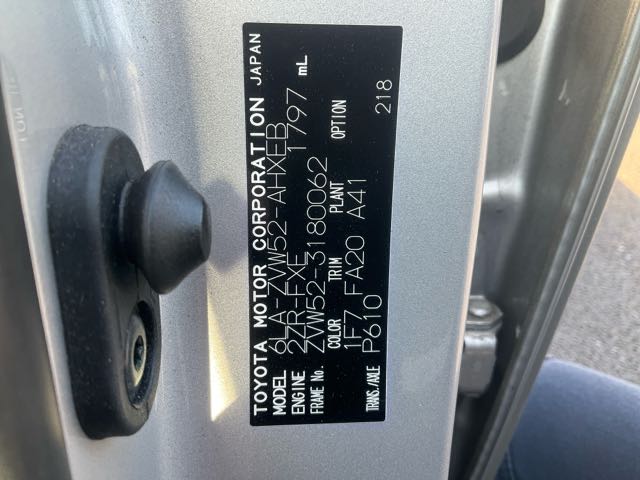 TOYOTA MOTOR CORPORATION JAPAN
MODEL 6LA-ZVW52-AHXEB
ENGINE 2ZR-FXE 1797 mL
FRAME No. ZVW52-3180062
COLOR TRIM PLANT OPTION
1F7 FA20 A41
TRANS./AXLE P610
218